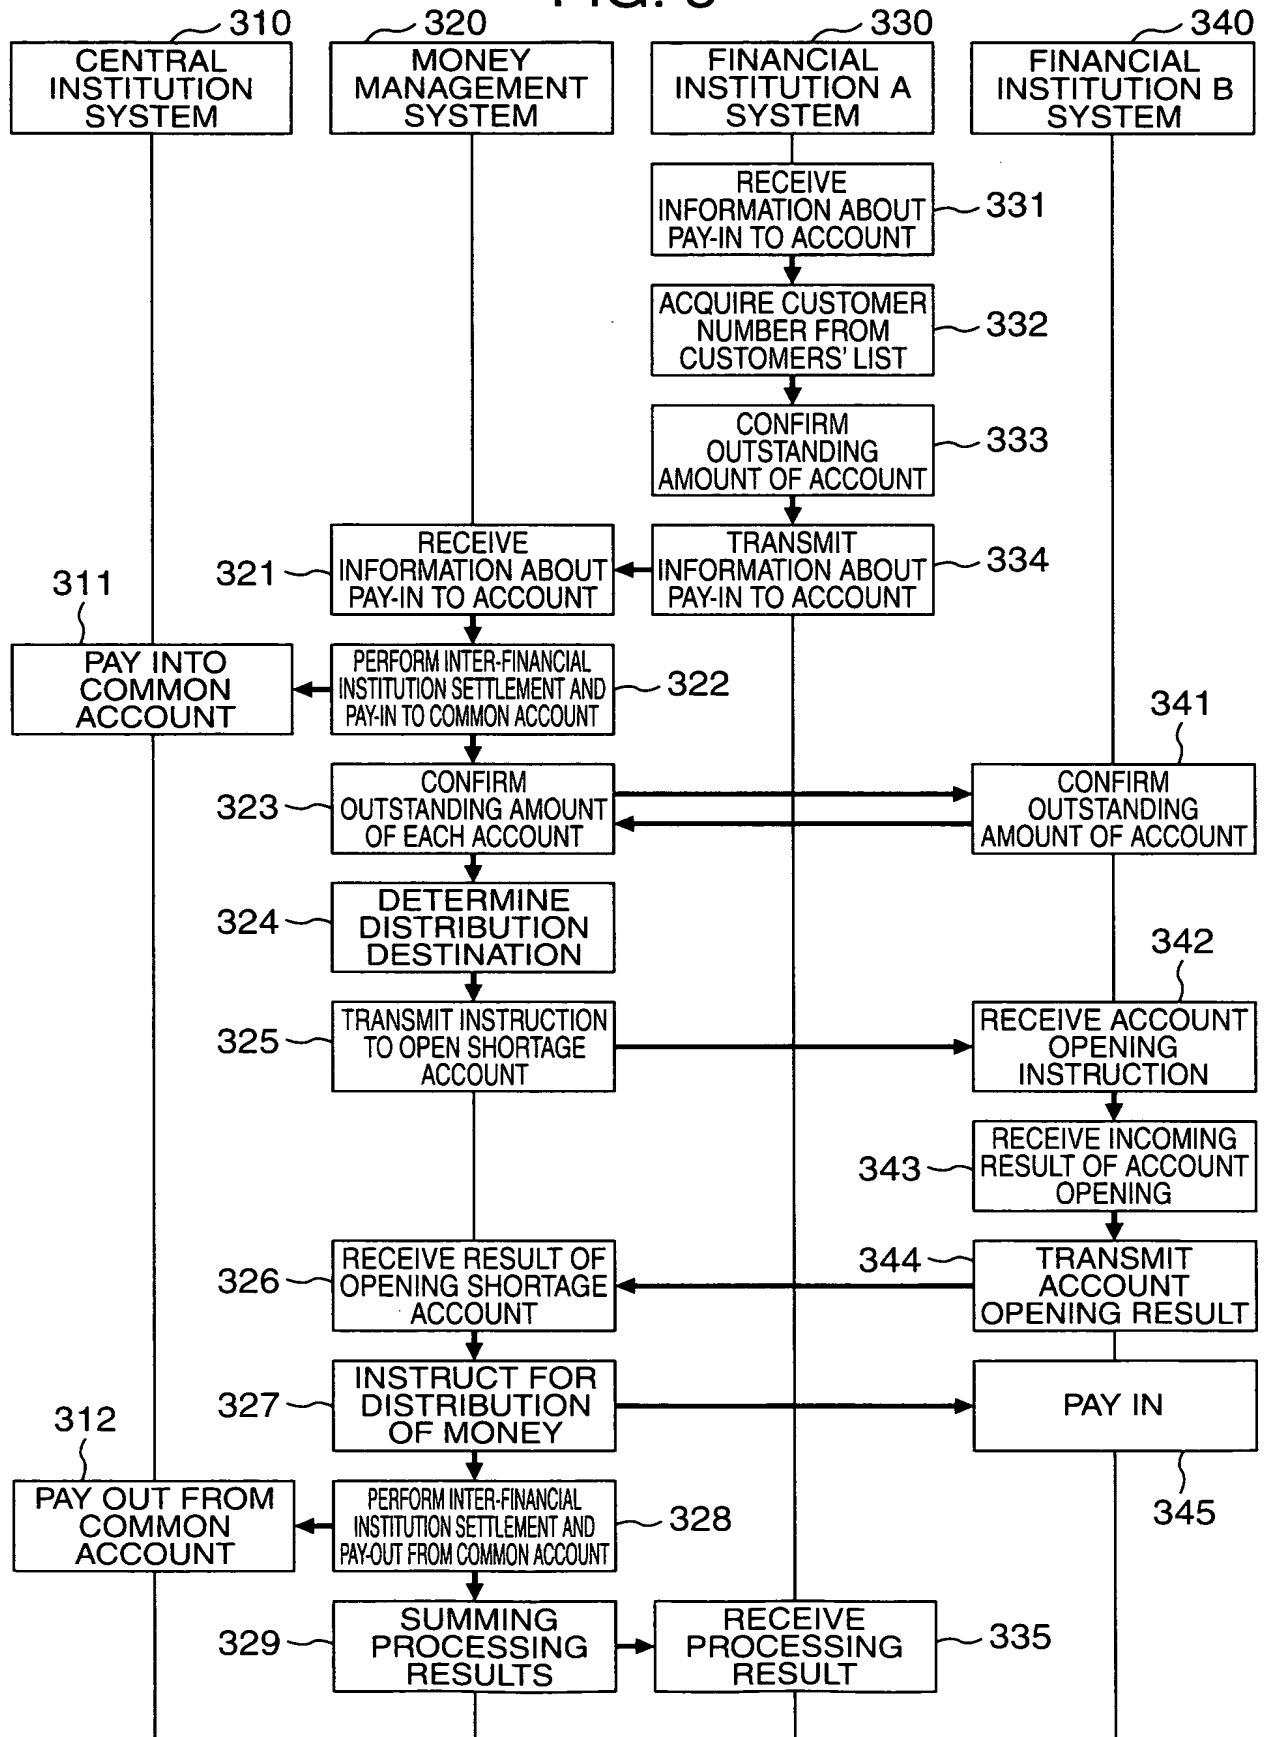 310
320
330
340
CENTRAL
INSTITUTION
SYSTEM
MONEY
MANAGEMENT
SYSTEM
FINANCIAL
INSTITUTION A
SYSTEM
FINANCIAL
INSTITUTION B
SYSTEM
RECEIVE
INFORMATION ABOUT
PAY-IN TO ACCOUNT
331
ACQUIRE CUSTOMER
NUMBER FROM
CUSTOMERS' LIST
332
CONFIRM
OUTSTANDING
AMOUNT OF ACCOUNT
333
321
RECEIVE
INFORMATION ABOUT
PAY-IN TO ACCOUNT
TRANSMIT
INFORMATION ABOUT
PAY-IN TO ACCOUNT
334
311
PAY INTO
COMMON
ACCOUNT
PERFORM INTER-FINANCIAL
INSTITUTION SETTLEMENT AND
PAY-IN TO COMMON ACCOUNT
322
341
323
CONFIRM
OUTSTANDING AMOUNT
OF EACH ACCOUNT
CONFIRM
OUTSTANDING
AMOUNT OF ACCOUNT
324
DETERMINE
DISTRIBUTION
DESTINATION
342
325
TRANSMIT INSTRUCTION
TO OPEN SHORTAGE
ACCOUNT
RECEIVE ACCOUNT
OPENING
INSTRUCTION
343
RECEIVE INCOMING
RESULT OF ACCOUNT
OPENING
326
RECEIVE RESULT OF
OPENING SHORTAGE
ACCOUNT
344
TRANSMIT
ACCOUNT
OPENING RESULT
327
INSTRUCT FOR
DISTRIBUTION
OF MONEY
PAY IN
345
312
PAY OUT FROM
COMMON
ACCOUNT
PERFORM INTER-FINANCIAL
INSTITUTION SETTLEMENT AND
PAY-OUT FROM COMMON ACCOUNT
328
329
SUMMING
PROCESSING
RESULTS
RECEIVE
PROCESSING
RESULT
335